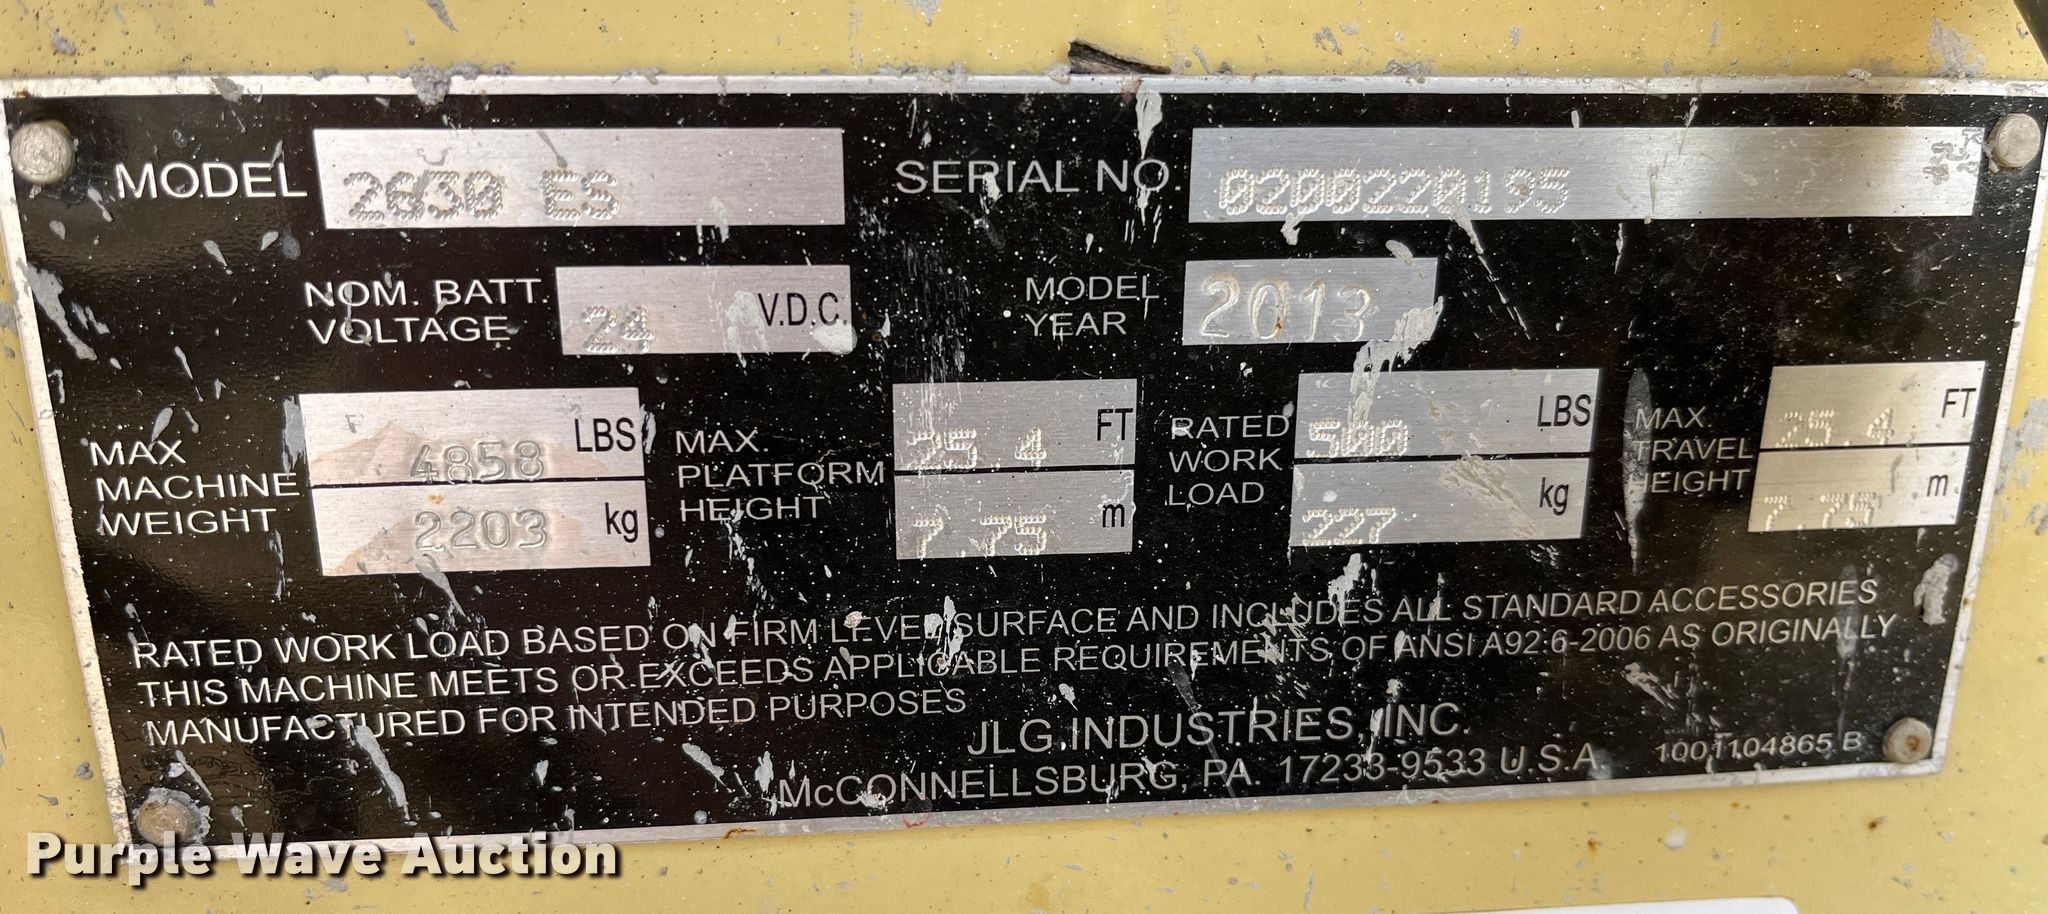 MODEL 2630 ES SERIAL NO. 0200220195
NOM. BATT. VOLTAGE 24 V.D.C. MODEL YEAR 2013
MAX MACHINE WEIGHT 4858 LBS 2203 kg
MAX. PLATFORM HEIGHT 25.4 FT 7.75 m
RATED WORK LOAD 500 LBS 227 kg
MAX. TRAVEL HEIGHT 25.4 FT 7.75 m
RATED WORK LOAD BASED ON FIRM LEVEL SURFACE AND INCLUDES ALL STANDARD ACCESSORIES
THIS MACHINE MEETS OR EXCEEDS APPLICABLE REQUIREMENTS OF ANSI A92.6-2006 AS ORIGINALLY
MANUFACTURED FOR INTENDED PURPOSES
JLG INDUSTRIES, INC.
McCONNELLSBURG, PA. 17233-9533 U.S.A.
1001104865 B
Purple Wave Auction